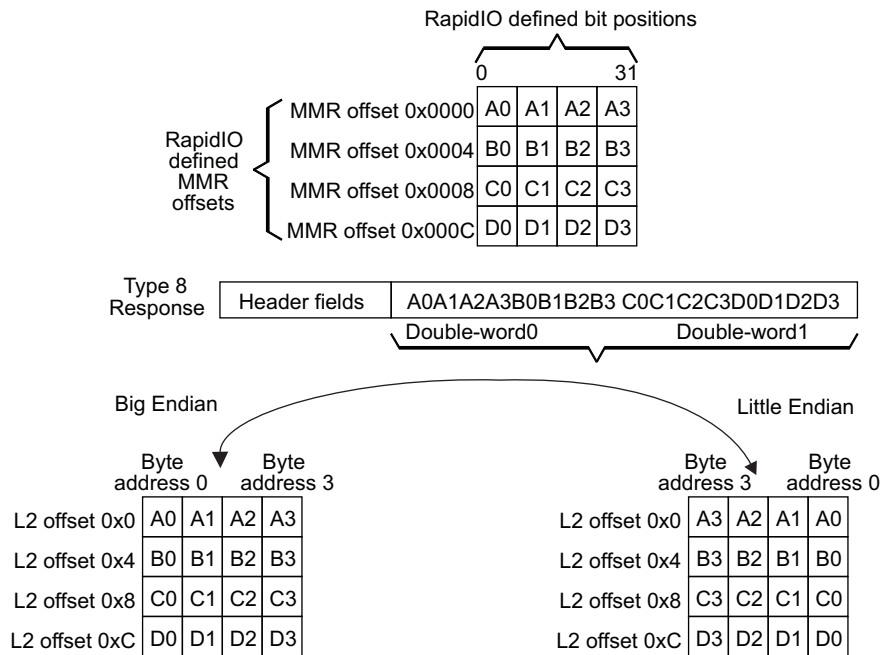 RapidIO defined bit positions
0 31
RapidIO
defined
MMR
offsets
MMR offset 0x0000 A0 A1 A2 A3
MMR offset 0x0004 B0 B1 B2 B3
MMR offset 0x0008 C0 C1 C2 C3
MMR offset 0x000C D0 D1 D2 D3
Type 8
Response
Header fields A0A1A2A3B0B1B2B3 C0C1C2C3D0D1D2D3
Double-word0 Double-word1
Big Endian
Byte
address 0
Byte
address 3
L2 offset 0x0 A0 A1 A2 A3
L2 offset 0x4 B0 B1 B2 B3
L2 offset 0x8 C0 C1 C2 C3
L2 offset 0xC D0 D1 D2 D3
Little Endian
Byte
address 3
Byte
address 0
L2 offset 0x0 A3 A2 A1 A0
L2 offset 0x4 B3 B2 B1 B0
L2 offset 0x8 C3 C2 C1 C0
L2 offset 0xC D3 D2 D1 D0